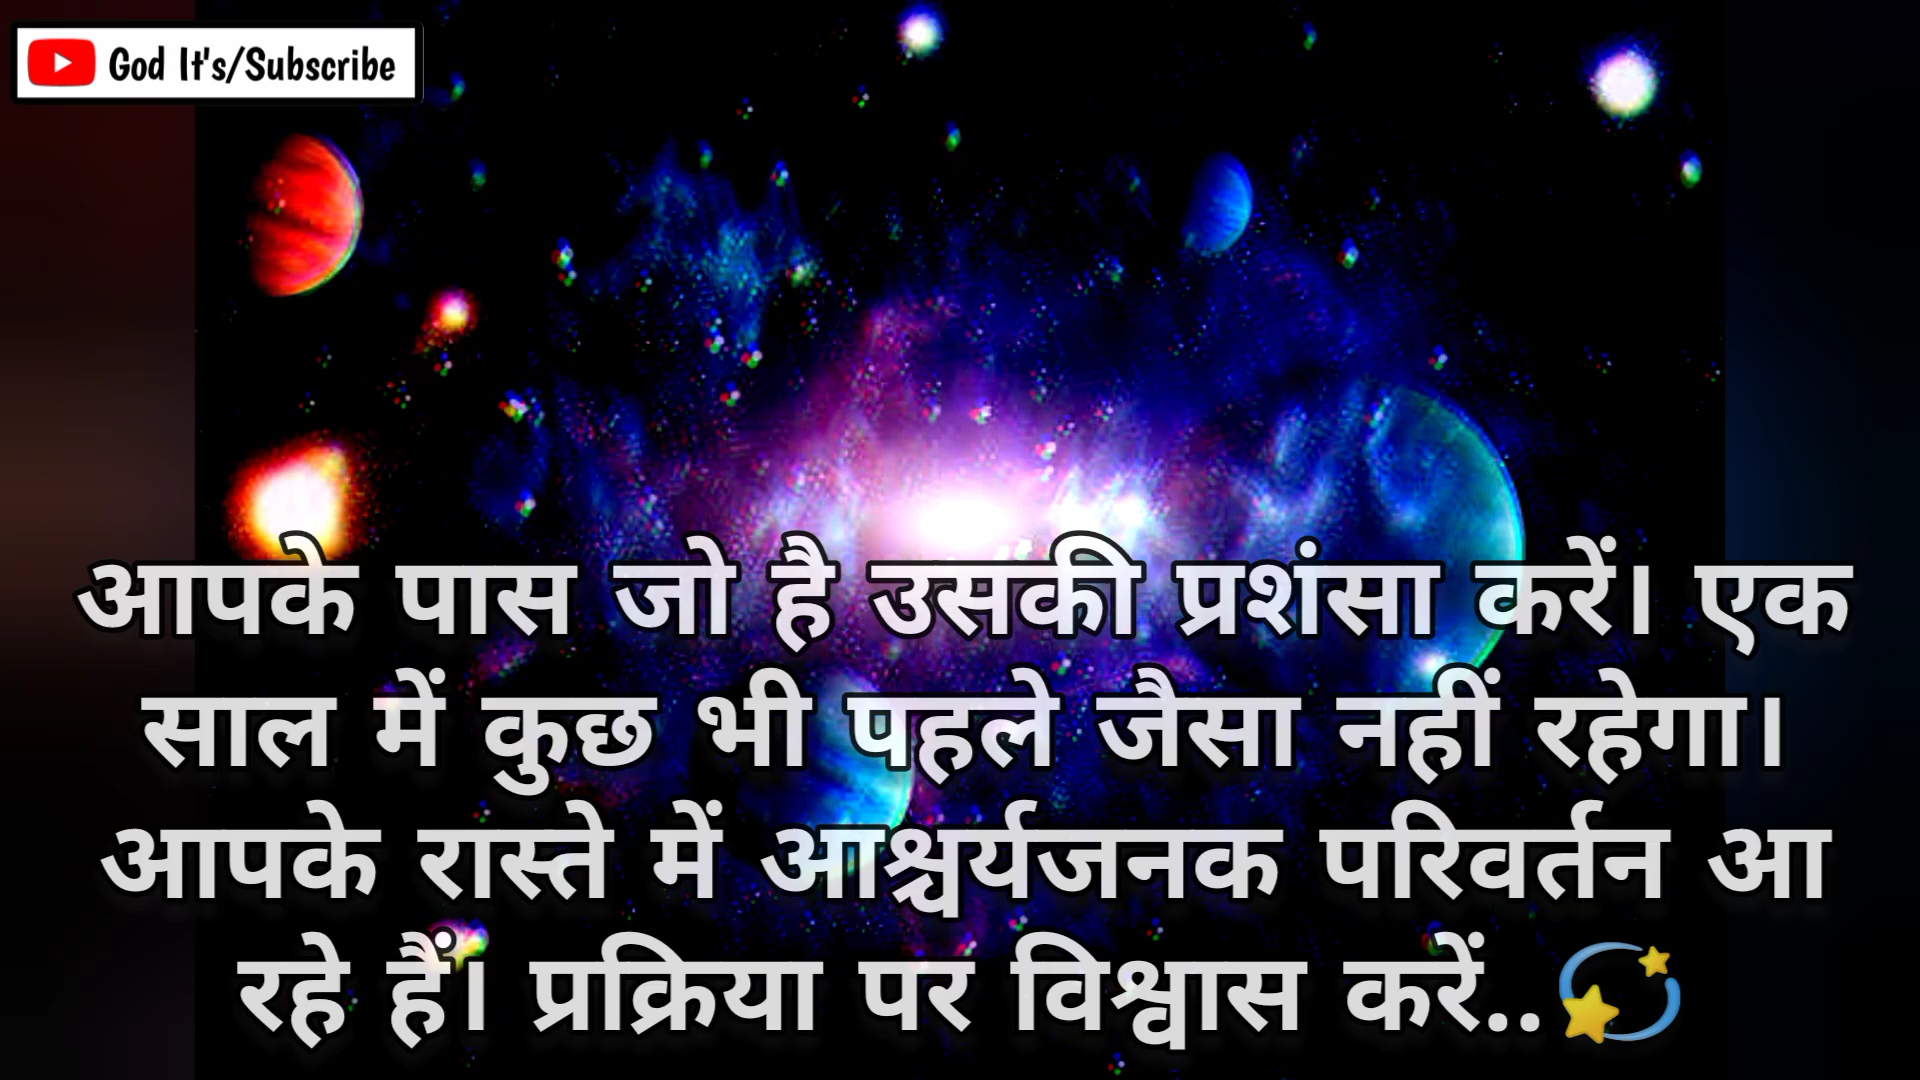 God It's/Subscribe
आपके पास जो है उसकी प्रशंसा करें। एक
साल में कुछ भी पहले जैसा नहीं रहेगा।
आपके रास्ते में आश्चर्यजनक परिवर्तन आ
रहे हैं। प्रक्रिया पर विश्वास करें..💫